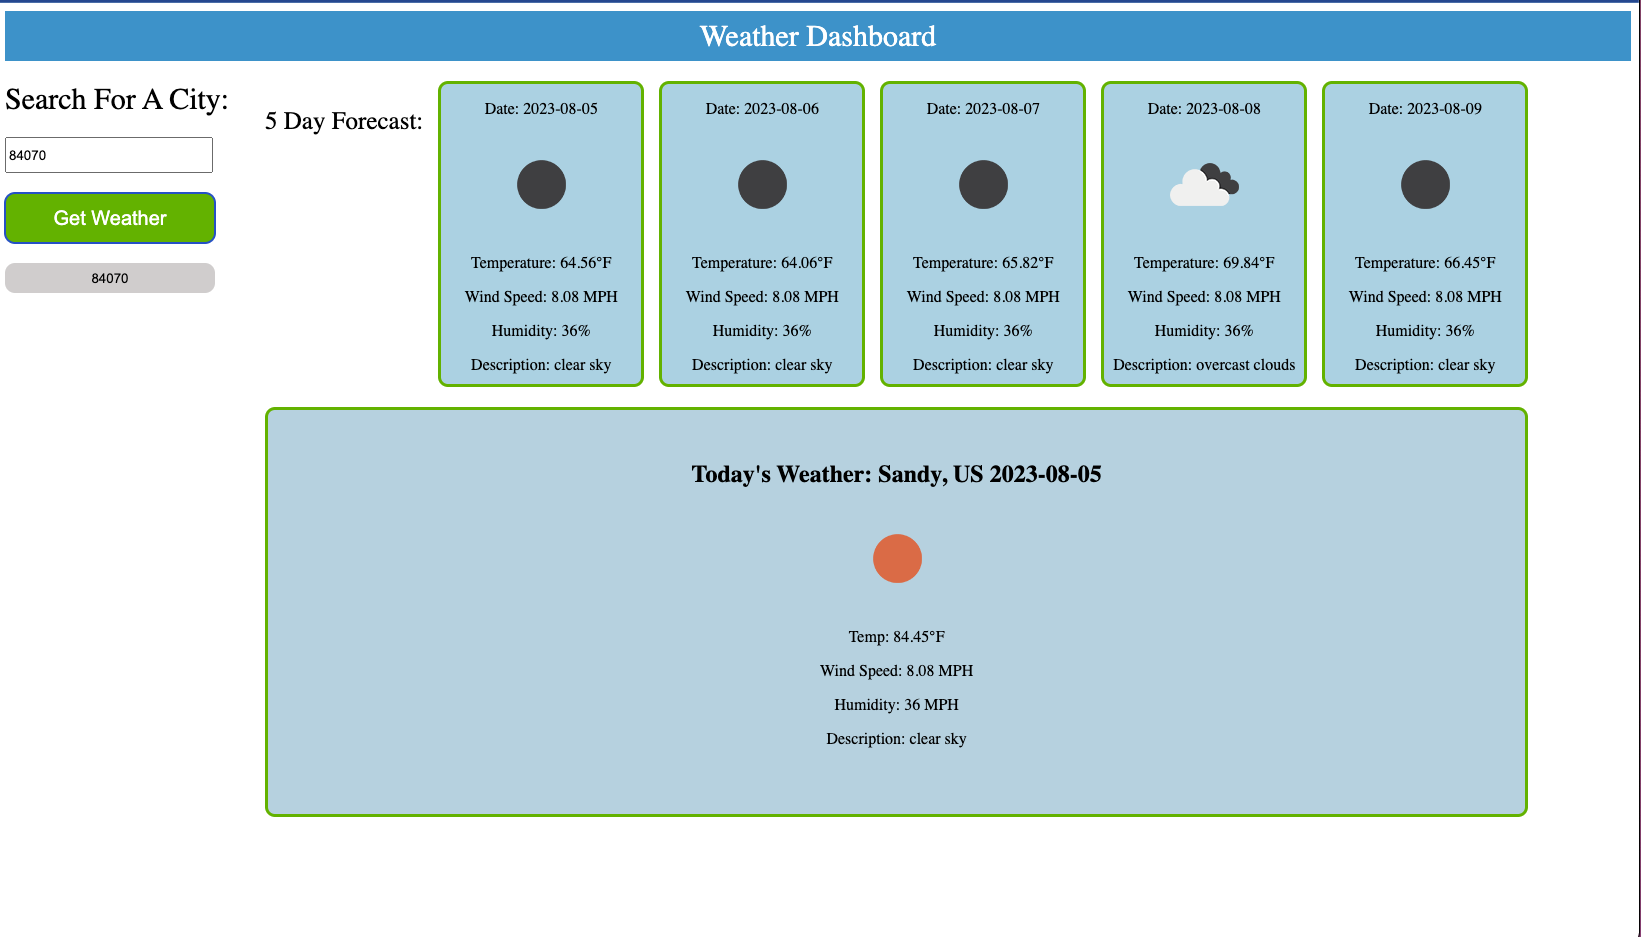 Weather Dashboard
Search For A City:
84070
Get Weather
84070
5 Day Forecast:
Date: 2023-08-05
Temperature: 64.56°F
Wind Speed: 8.08 MPH
Humidity: 36%
Description: clear sky
Date: 2023-08-06
Temperature: 64.06°F
Wind Speed: 8.08 MPH
Humidity: 36%
Description: clear sky
Date: 2023-08-07
Temperature: 65.82°F
Wind Speed: 8.08 MPH
Humidity: 36%
Description: clear sky
Date: 2023-08-08
Temperature: 69.84°F
Wind Speed: 8.08 MPH
Humidity: 36%
Description: overcast clouds
Date: 2023-08-09
Temperature: 66.45°F
Wind Speed: 8.08 MPH
Humidity: 36%
Description: clear sky
Today's Weather: Sandy, US 2023-08-05
Temp: 84.45°F
Wind Speed: 8.08 MPH
Humidity: 36 MPH
Description: clear sky